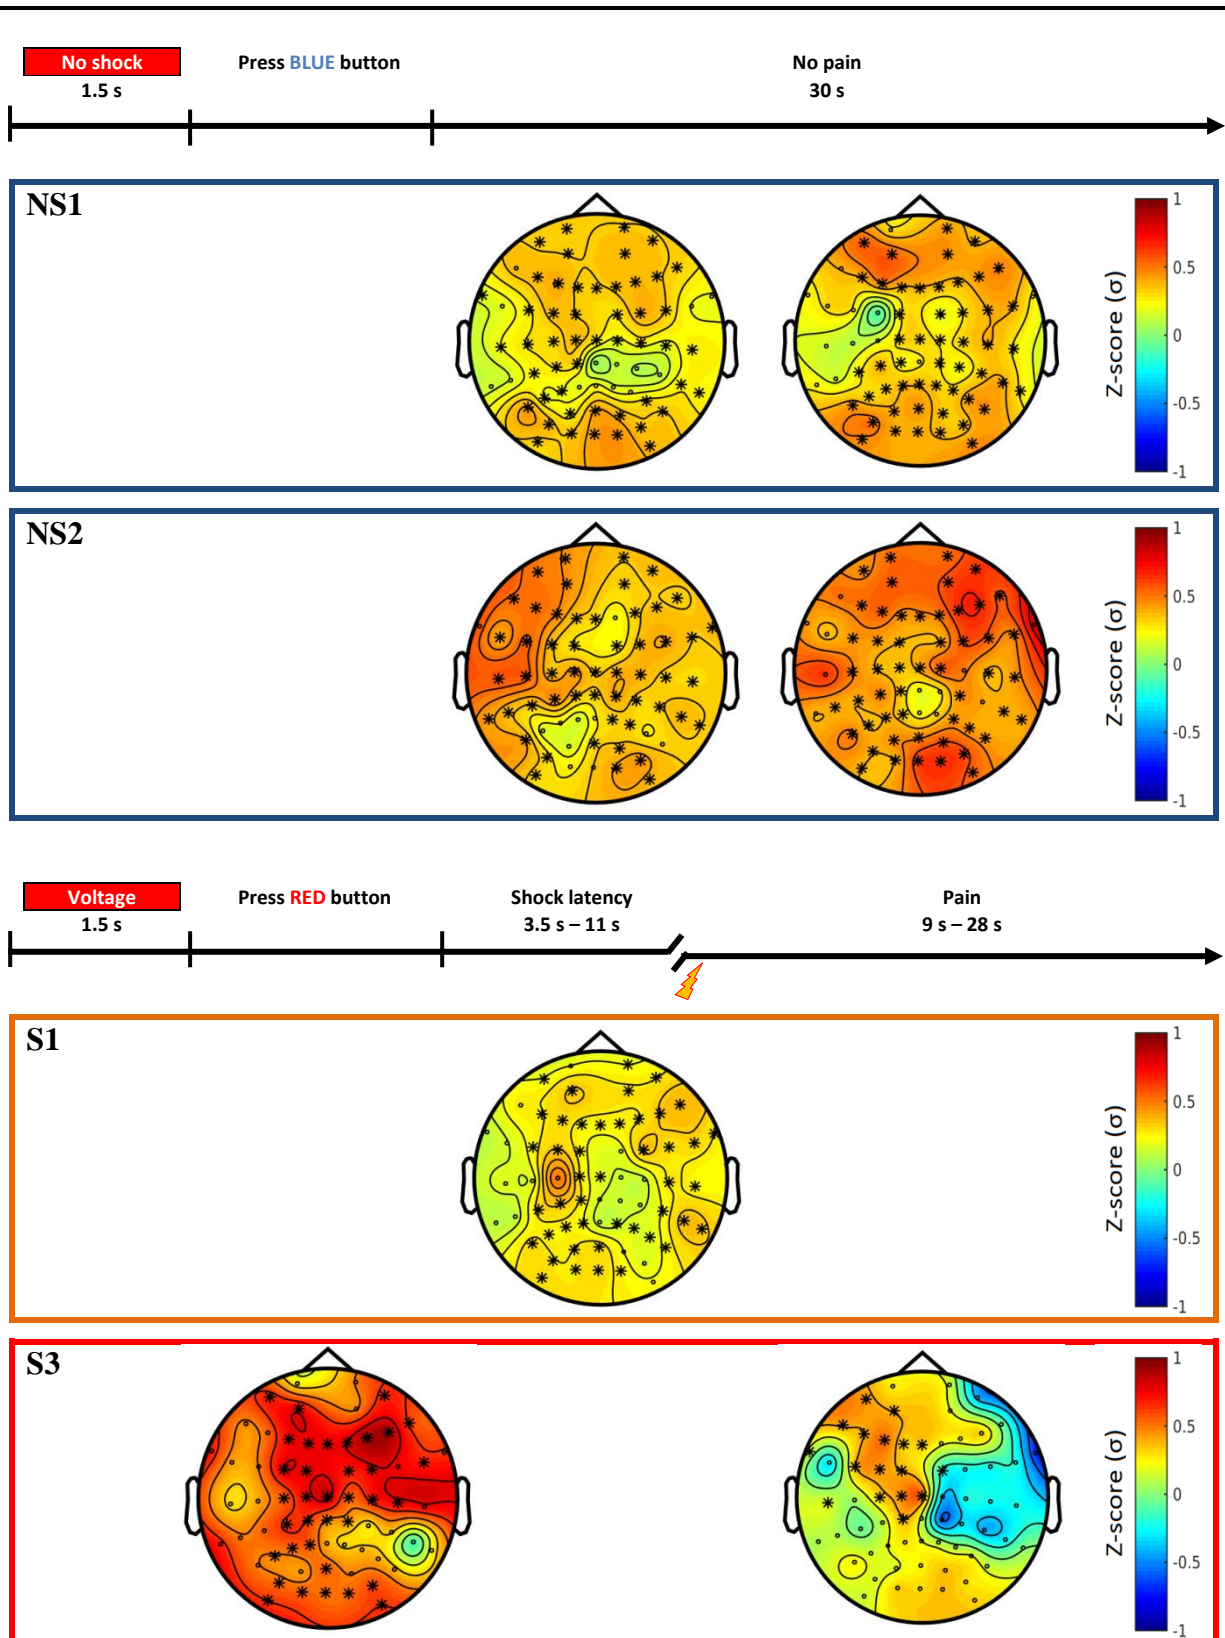 No shock Press BLUE button No pain
1.5 s 30 s
NS1
1
0.5
0
-0.5
-1
Z-score (σ)
NS2
1
0.5
0
-0.5
-1
Z-score (σ)
Voltage Press RED button Shock latency Pain
1.5 s 3.5 s – 11 s 9 s – 28 s
S1
1
0.5
0
-0.5
-1
Z-score (σ)
S3
1
0.5
0
-0.5
-1
Z-score (σ)